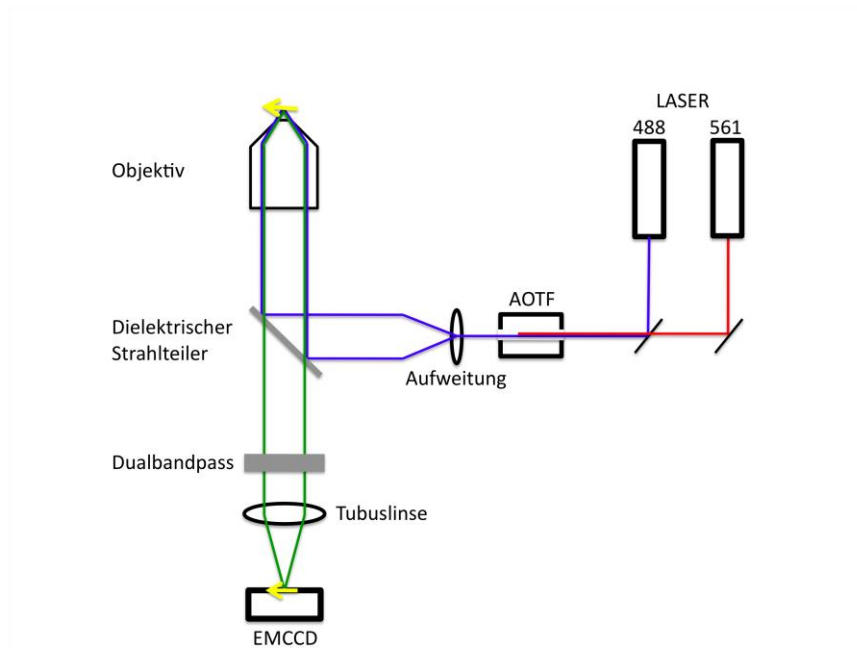 LASER
488 561
Objektiv
AOTF
Dielektrischer
Strahlteiler
Aufweitung
Dualbandpass
Tubuslinse
EMCCD